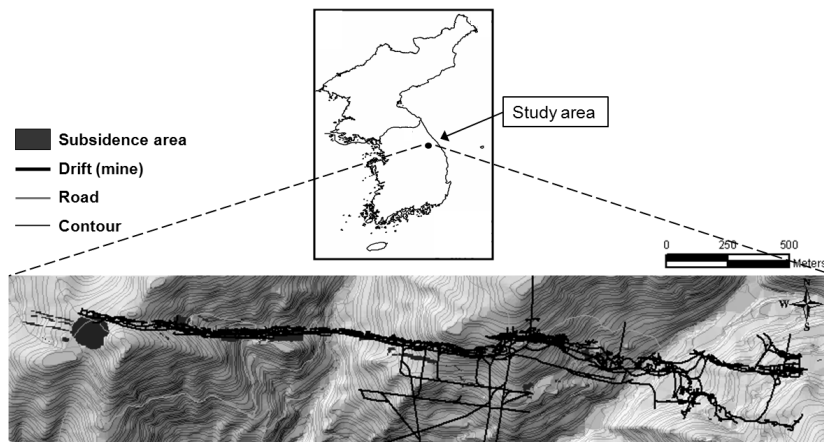 Study area
Subsidence area
Drift (mine)
Road
Contour
0 250 500
Meters
N
W E
S